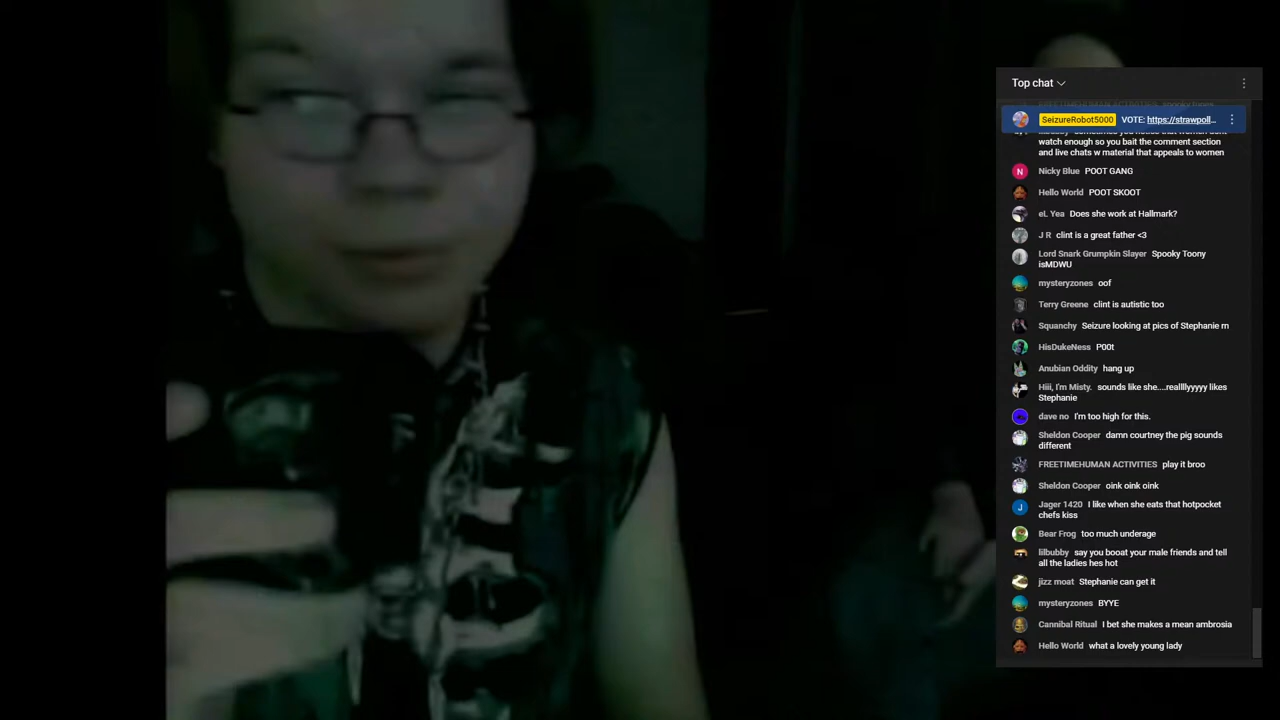 Top chat
SeizureRobot5000 VOTE: https://strawpoll...
watch enough so you bait the comment section
and live chats w material that appeals to women
Nicky Blue POOT GANG
Hello World POOT SKOOT
eL Yea Does she work at Hallmark?
J R clint is a great father <3
Lord Snark Grumpkin Slayer Spooky Toony
isMDWU
mysteryzones oof
Terry Greene clint is autistic too
Squanchy Seizure looking at pics of Stephanie rn
HisDukeNess P00t
Anubian Oddity hang up
Hiii, I'm Misty. sounds like she....reallllyyyyy likes
Stephanie
dave no I'm too high for this.
Sheldon Cooper damn courtney the pig sounds
different
FREETIMEHUMAN ACTIVITIES play it broo
Sheldon Cooper oink oink oink
Jager 1420 I like when she eats that hotpocket
chefs kiss
Bear Frog too much underage
lilbubby say you booat your male friends and tell
all the ladies hes hot
jizz moat Stephanie can get it
mysteryzones BYYE
Cannibal Ritual I bet she makes a mean ambrosia
Hello World what a lovely young lady